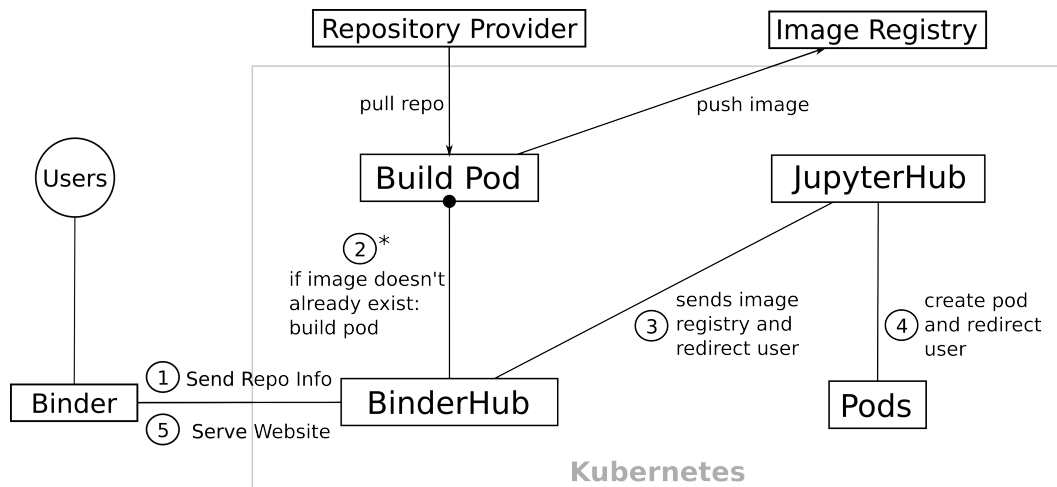 Repository Provider
Image Registry
pull repo
push image
Users
Build Pod
JupyterHub
2*
if image doesn't
already exist:
build pod
3
sends image
registry and
redirect user
4
create pod
and redirect
user
1 Send Repo Info
Binder
BinderHub
Pods
5 Serve Website
Kubernetes